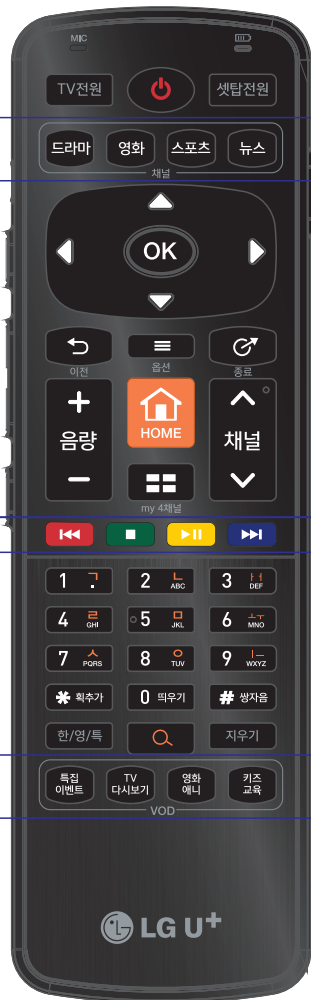 MIC
TV전원
셋탑전원
드라마 영화 스포츠 뉴스
채널
OK
이전 옵션 종료
+ HOME
음량 채널
−
my 4채널
1 ㄱ . 2 ㄴ ABC 3 ㅏㅓ DEF
4 ㄹ GHI 5 ㅁ JKL 6 ㅗㅜ MNO
7 ㅅ PQRS 8 ㅇ TUV 9 ㅣㅡ WXYZ
✱ 획추가 0 띄우기 # 쌍자음
한/영/특 지우기
특집 이벤트 TV 다시보기 영화 애니 키즈 교육
VOD
LG LG U+